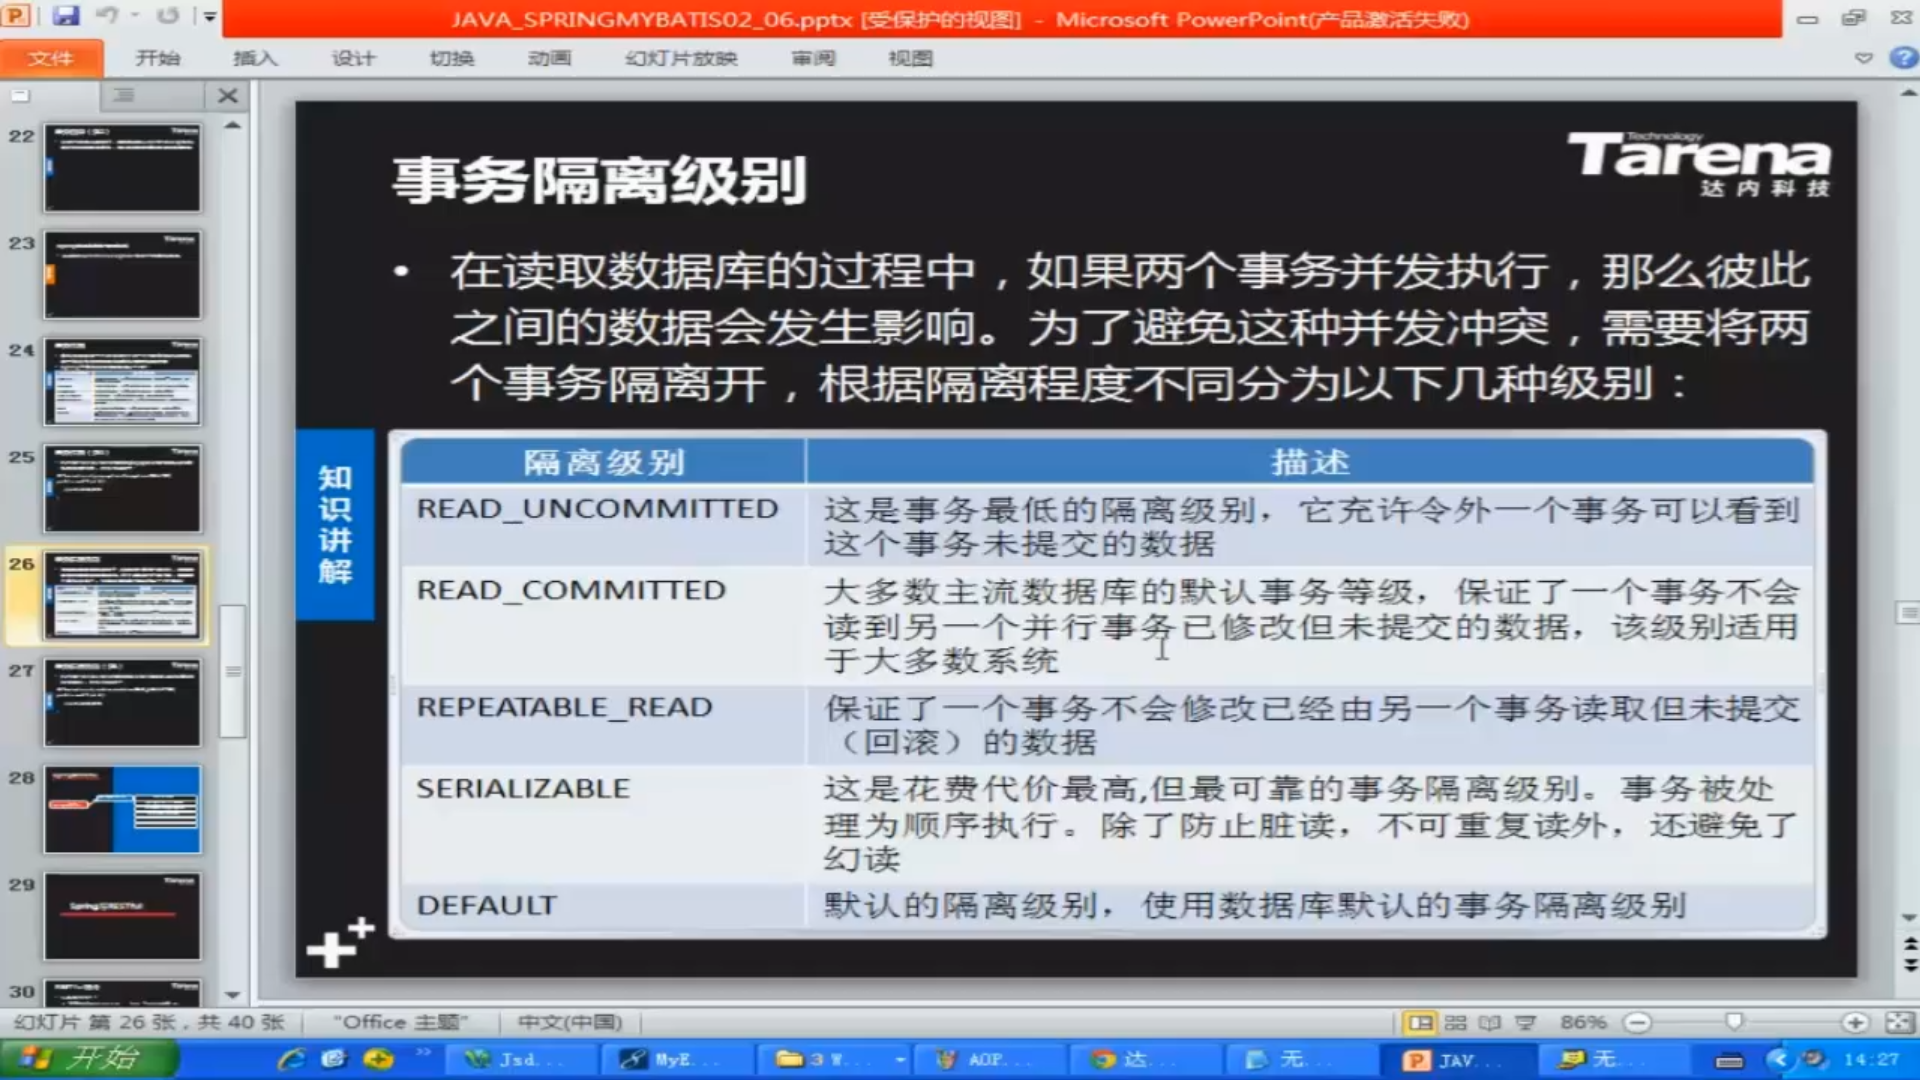 JAVA_SPRINGMYBATIS02_06.pptx [受保护的视图] - Microsoft PowerPoint(产品激活失败)
文件 开始 插入 设计 切换 动画 幻灯片放映 审阅 视图
22
23
24
25
26
27
28
29
30
事务隔离级别
Technology
Tarena
达内科技
• 在读取数据库的过程中，如果两个事务并发执行，那么彼此
之间的数据会发生影响。为了避免这种并发冲突，需要将两
个事务隔离开，根据隔离程度不同分为以下几种级别：
知识讲解
隔离级别 描述
READ_UNCOMMITTED 这是事务最低的隔离级别，它充许令外一个事务可以看到
这个事务未提交的数据
READ_COMMITTED 大多数主流数据库的默认事务等级，保证了一个事务不会
读到另一个并行事务已修改但未提交的数据，该级别适用
于大多数系统
REPEATABLE_READ 保证了一个事务不会修改已经由另一个事务读取但未提交
（回滚）的数据
SERIALIZABLE 这是花费代价最高,但最可靠的事务隔离级别。事务被处
理为顺序执行。除了防止脏读，不可重复读外，还避免了
幻读
DEFAULT 默认的隔离级别，使用数据库默认的事务隔离级别
幻灯片 第 26 张，共 40 张 "Office 主题" 中文(中国) 86%
开始 Jsd... MyE... 3 W... AOP... 达... 无... JAV... 无... 14:27